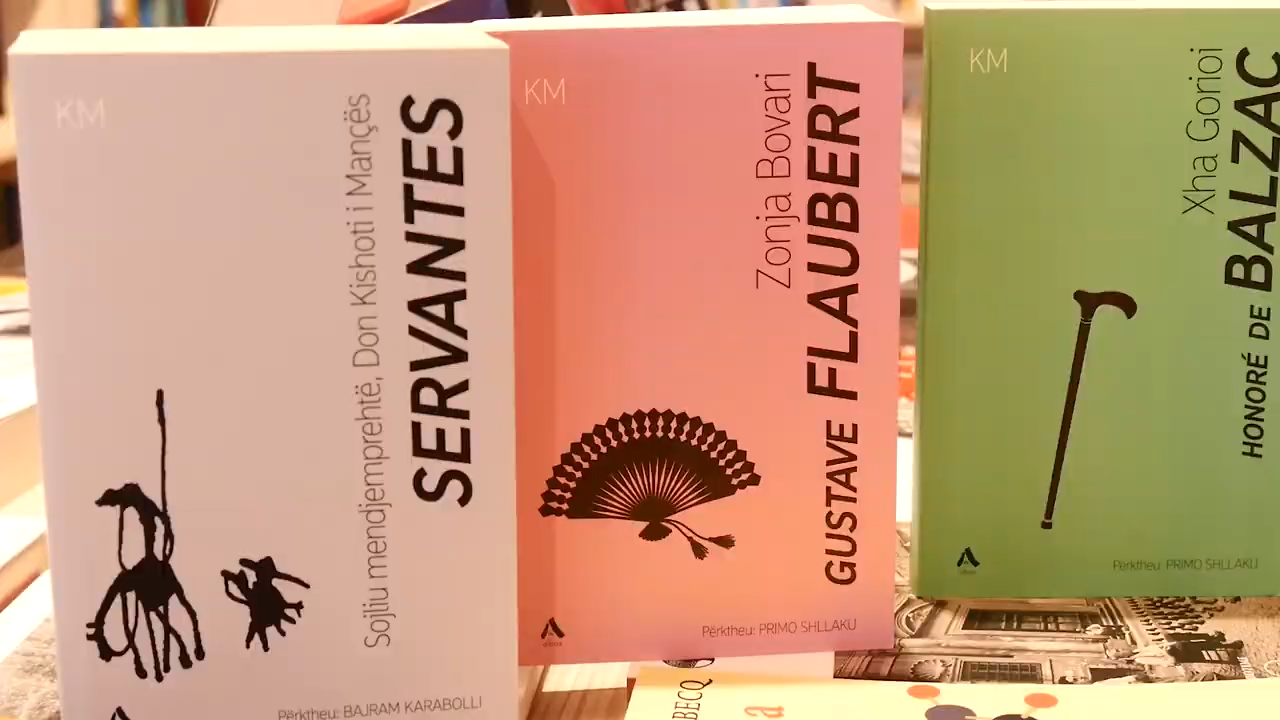 KM
Sojliu mendjemprehtë, Don Kishoti i Mançës
SERVANTES
Përktheu: BAJRAM KARABOLLI
KM
Zonja Bovari
GUSTAVE FLAUBERT
Përktheu: PRIMO SHLLAKU
KM
Xha Gorioi
HONORÉ DE BALZAC
Përktheu: PRIMO SHLLAKU
BECQ
a